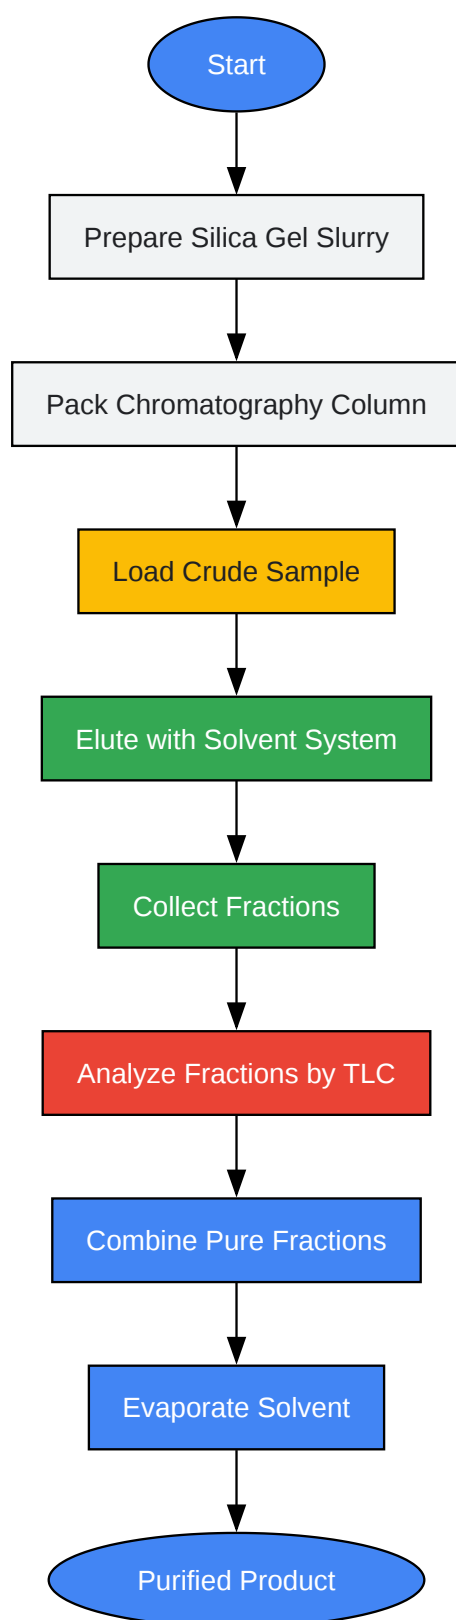 Start
Prepare Silica Gel Slurry
Pack Chromatography Column
Load Crude Sample
Elute with Solvent System
Collect Fractions
Analyze Fractions by TLC
Combine Pure Fractions
Evaporate Solvent
Purified Product